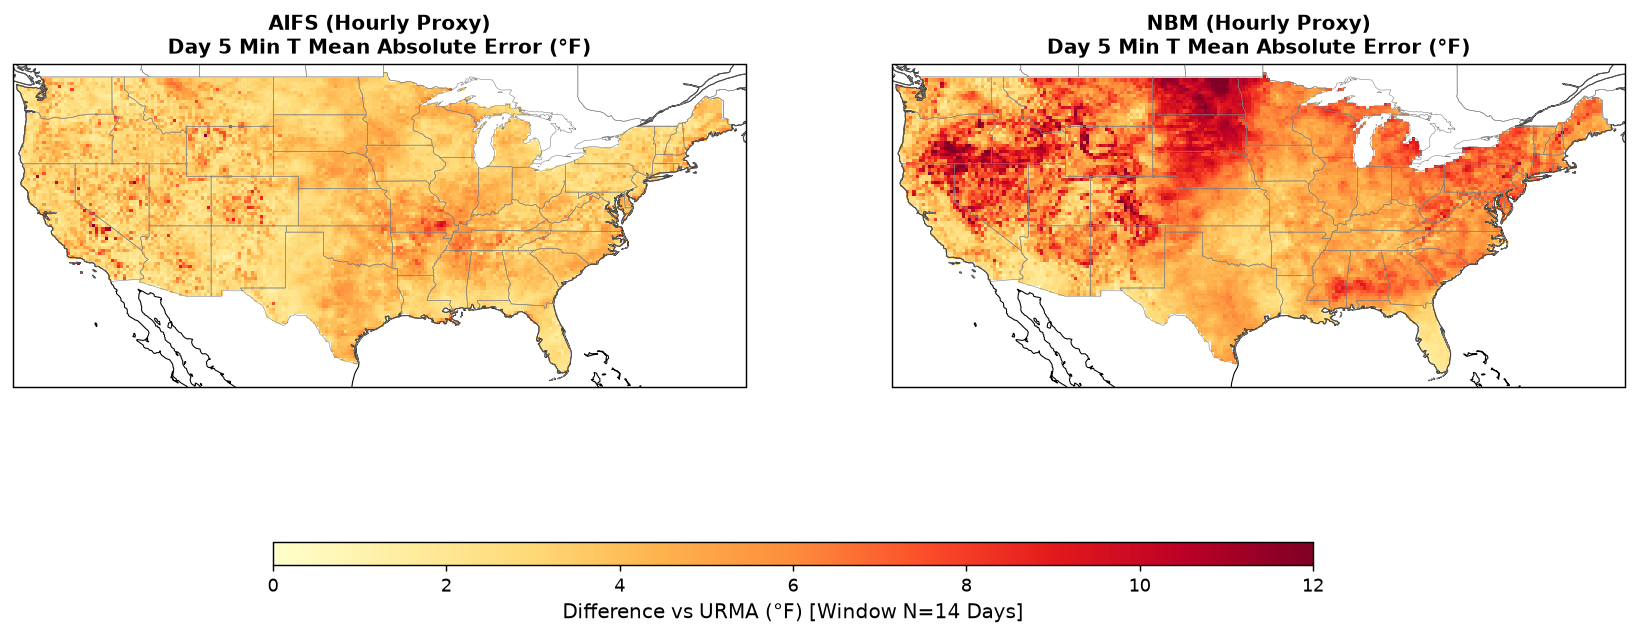 AIFS (Hourly Proxy)
Day 5 Min T Mean Absolute Error (°F)
NBM (Hourly Proxy)
Day 5 Min T Mean Absolute Error (°F)
0 2 4 6 8 10 12
Difference vs URMA (°F) [Window N=14 Days]